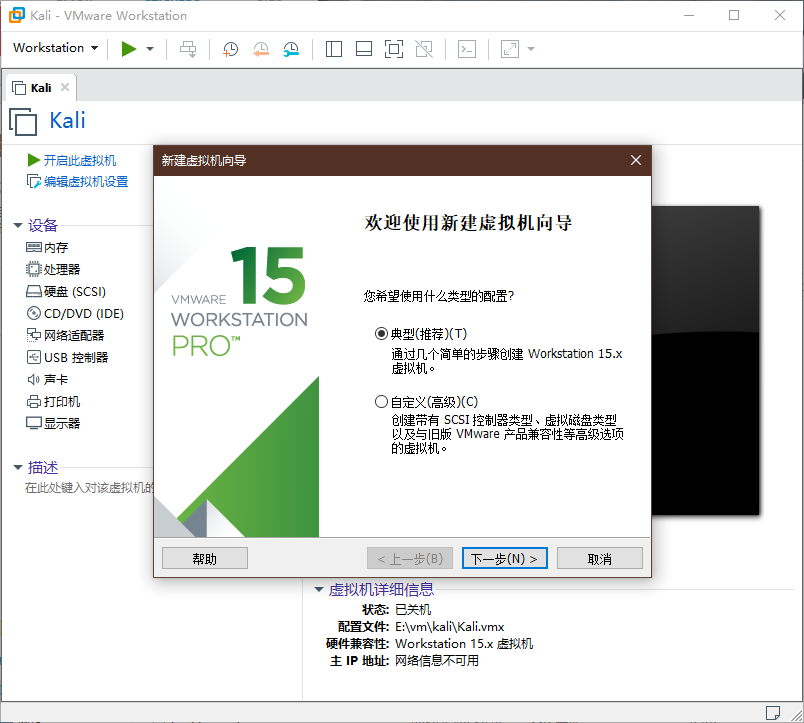 Kali - VMware Workstation
Workstation
Kali
Kali
开启此虚拟机
编辑虚拟机设置
设备
内存
处理器
硬盘 (SCSI)
CD/DVD (IDE)
网络适配器
USB 控制器
声卡
打印机
显示器
描述
在此处键入对该虚拟机的
新建虚拟机向导
VMWARE 15
WORKSTATION
PRO™
欢迎使用新建虚拟机向导
您希望使用什么类型的配置?
典型(推荐)(T)
通过几个简单的步骤创建 Workstation 15.x
虚拟机。
自定义(高级)(C)
创建带有 SCSI 控制器类型、虚拟磁盘类型
以及与旧版 VMware 产品兼容性等高级选项
的虚拟机。
帮助
< 上一步(B)
下一步(N) >
取消
虚拟机详细信息
状态: 已关机
配置文件: E:\vm\kali\Kali.vmx
硬件兼容性: Workstation 15.x 虚拟机
主 IP 地址: 网络信息不可用